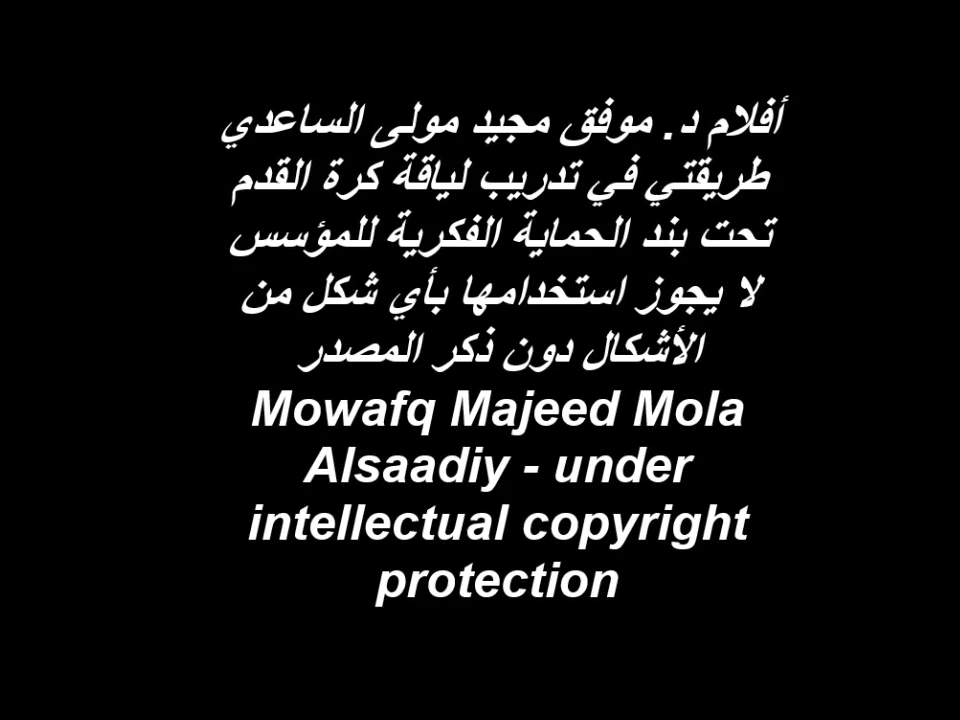 أفلام د. موفق مجيد مولى الساعدي
طريقتي في تدريب لياقة كرة القدم
تحت بند الحماية الفكرية للمؤسس
لا يجوز استخدامها بأي شكل من
الأشكال دون ذكر المصدر
Mowafq Majeed Mola
Alsaadiy - under
intellectual copyright
protection